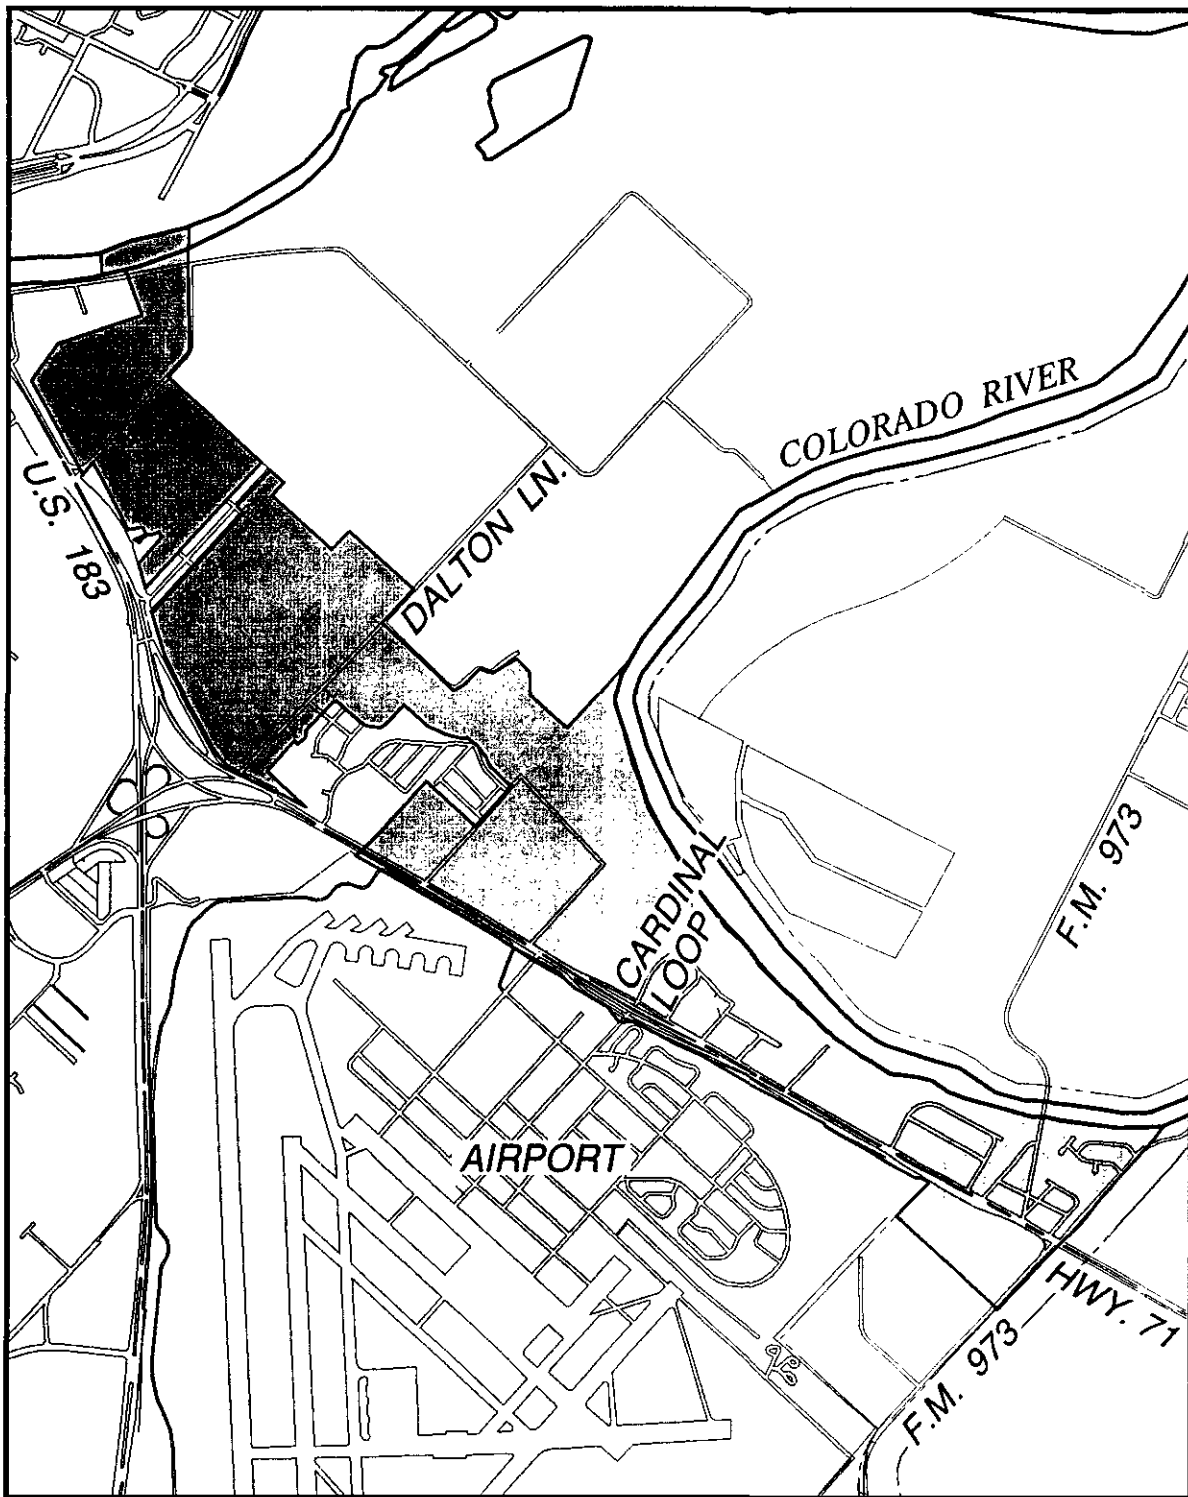 COLORADO RIVER
DALTON LN.
U.S. 183
F.M. 973
CARDINAL
LOOP
AIRPORT
HWY. 71
F.M. 973